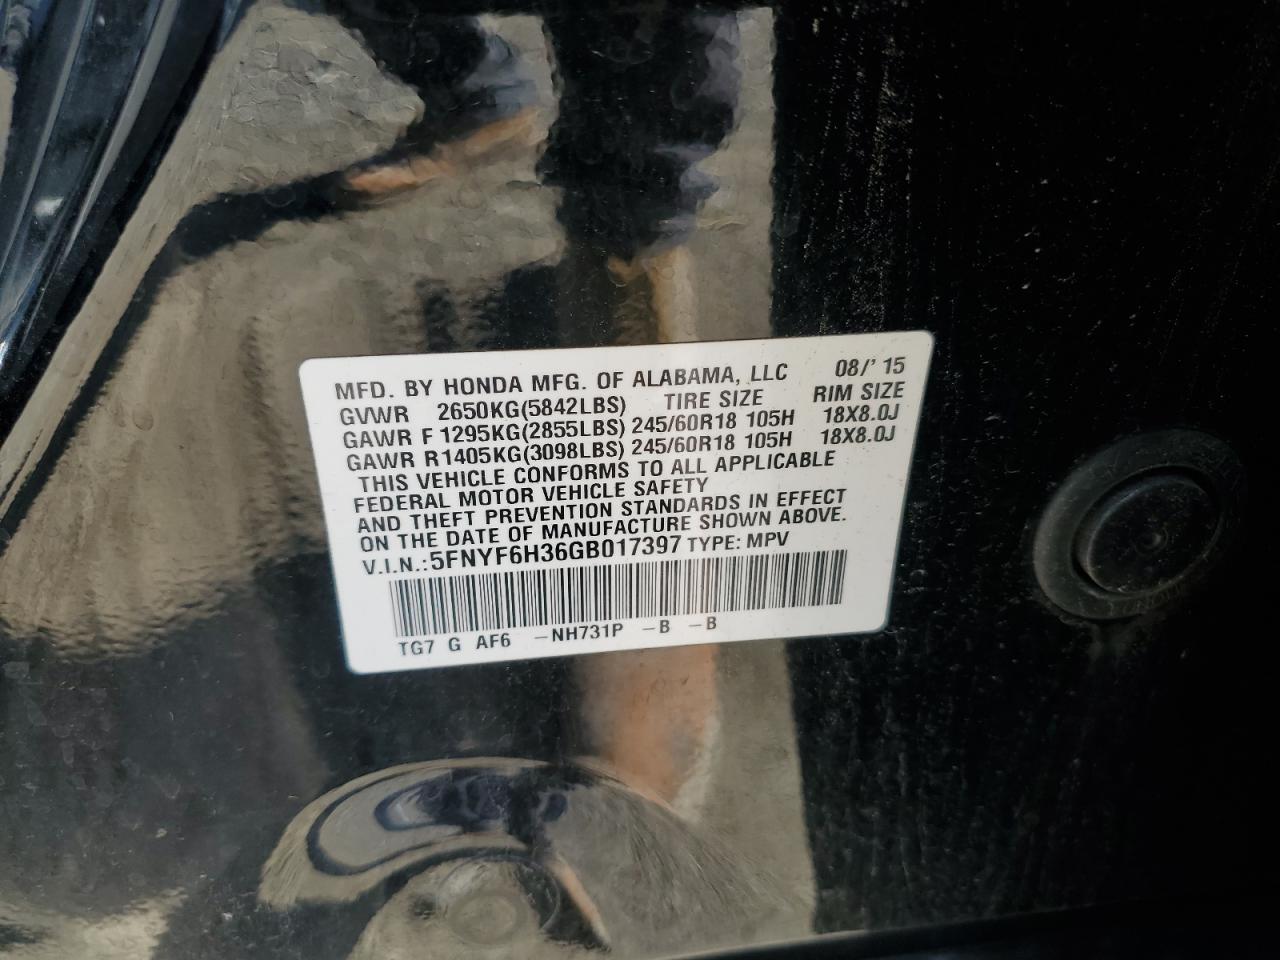 MFD. BY HONDA MFG. OF ALABAMA, LLC 08/' 15
GVWR 2650KG(5842LBS) TIRE SIZE RIM SIZE
GAWR F 1295KG(2855LBS) 245/60R18 105H 18X8.0J
GAWR R1405KG(3098LBS) 245/60R18 105H 18X8.0J
THIS VEHICLE CONFORMS TO ALL APPLICABLE
FEDERAL MOTOR VEHICLE SAFETY
AND THEFT PREVENTION STANDARDS IN EFFECT
ON THE DATE OF MANUFACTURE SHOWN ABOVE.
V.I.N.:5FNYF6H36GB017397 TYPE: MPV
TG7 G AF6 –NH731P –B –B